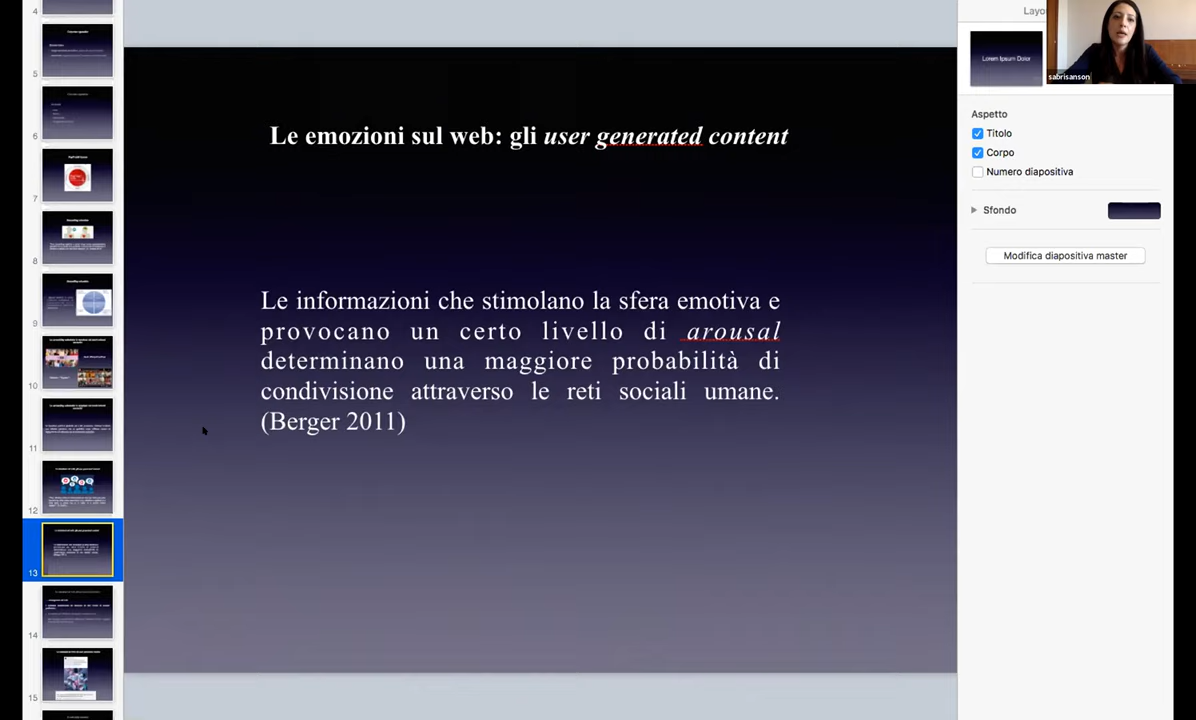 Layo
Lorem Ipsum Dolor
sabrisanson
Aspetto
Titolo
Corpo
Numero diapositiva
Sfondo
Modifica diapositiva master
4
5
6
7
8
9
10
11
12
13
14
15
Le emozioni sul web: gli user generated content
Le informazioni che stimolano la sfera emotiva e
provocano un certo livello di arousal
determinano una maggiore probabilità di
condivisione attraverso le reti sociali umane.
(Berger 2011)